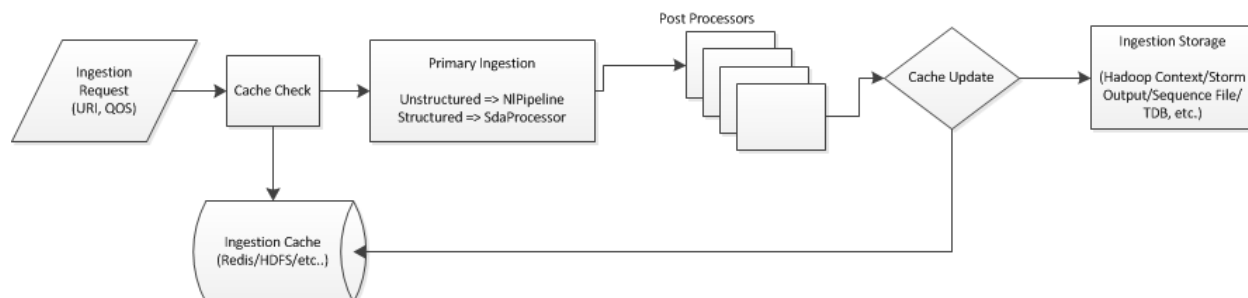 Ingestion
Request
(URI, QOS)
Cache Check
Primary Ingestion
Unstructured => NlPipeline
Structured => SdaProcessor
Post Processors
Cache Update
Ingestion Storage
(Hadoop Context/Storm
Output/Sequence File/
TDB, etc.)
Ingestion Cache
(Redis/HDFS/etc..)